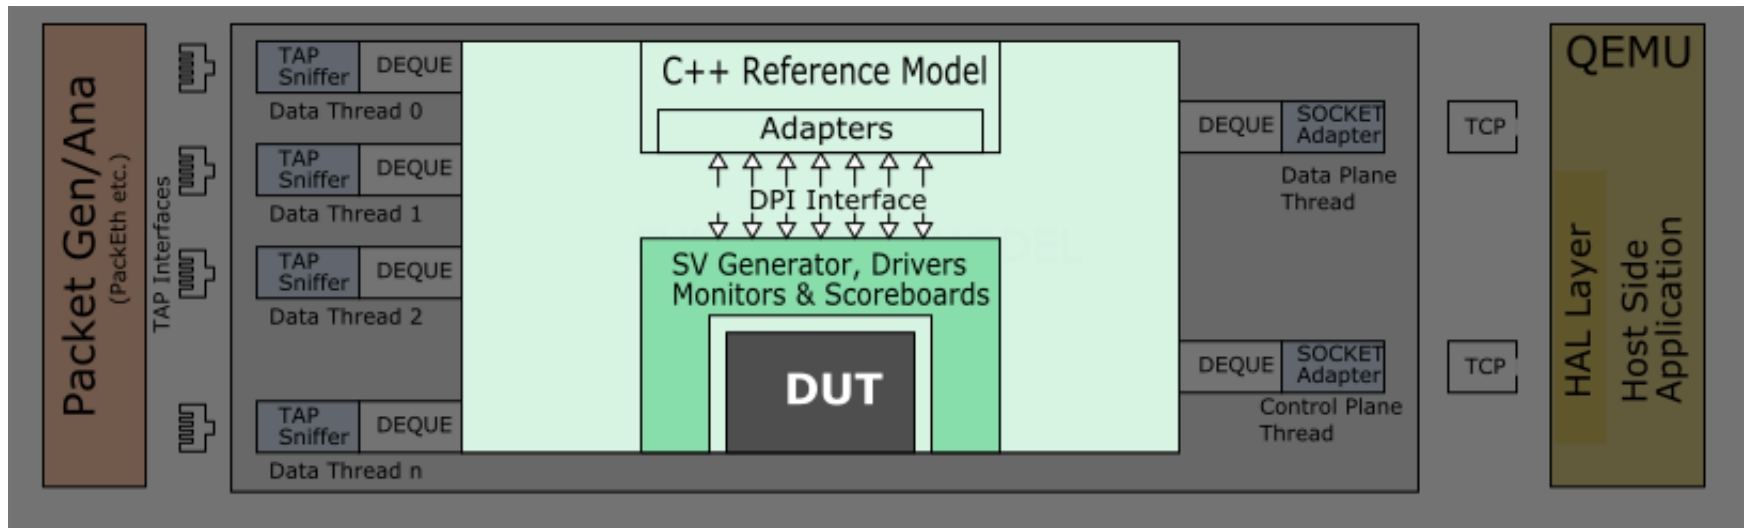 Packet Gen/Ana
(PackEth etc.)
TAP Interfaces
TAP
Sniffer
DEQUE
Data Thread 0
TAP
Sniffer
DEQUE
Data Thread 1
TAP
Sniffer
DEQUE
Data Thread 2
TAP
Sniffer
DEQUE
Data Thread n
C++ Reference Model
Adapters
DPI Interface
SV Generator, Drivers
Monitors & Scoreboards
DUT
DEQUE
SOCKET
Adapter
Data Plane
Thread
DEQUE
SOCKET
Adapter
Control Plane
Thread
TCP
TCP
QEMU
HAL Layer
Host Side
Application